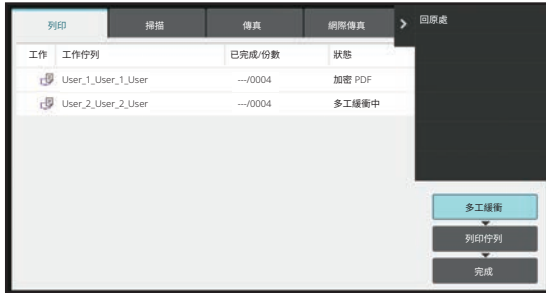 列印 掃描 傳真 網際傳真 回原處
工作 工作佇列 已完成/份數 狀態
User_1_User_1_User ---/0004 加密 PDF
User_2_User_2_User ---/0004 多工緩衝中
多工緩衝
列印佇列
完成